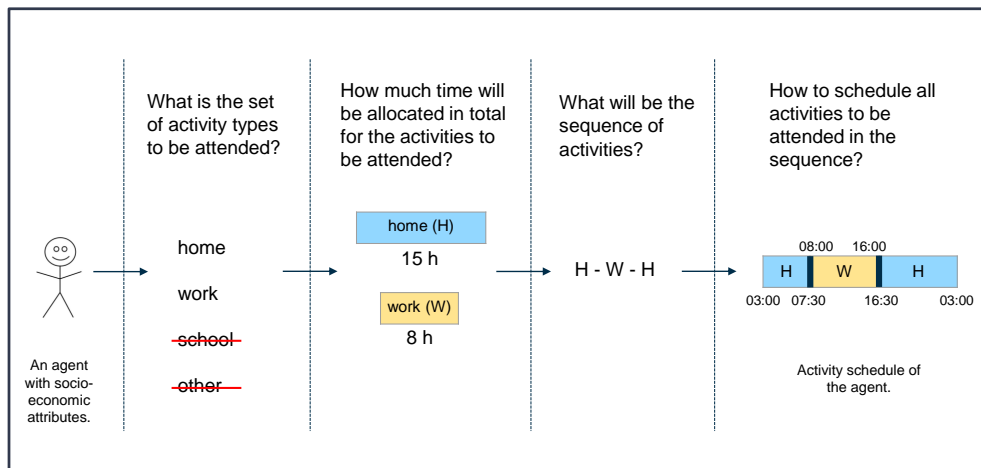 What is the set
of activity types
to be attended?
How much time will
be allocated in total
for the activities to
be attended?
What will be the
sequence of
activities?
How to schedule all
activities to be
attended in the
sequence?
An agent
with socio-
economic
attributes.
home
work
school
other
home (H)
15 h
work (W)
8 h
H - W - H
08:00 16:00
H W H
03:00 07:30 16:30 03:00
Activity schedule of
the agent.